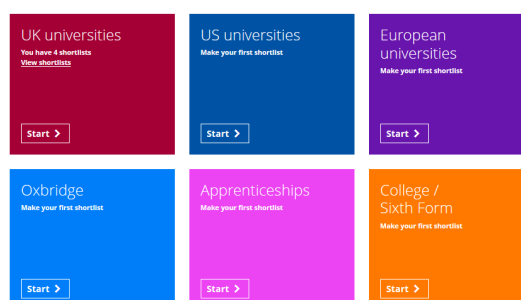 UK universities
You have 4 shortlists
View shortlists
Start
US universities
Make your first shortlist
Start
European
universities
Make your first shortlist
Start
Oxbridge
Make your first shortlist
Start
Apprenticeships
Make your first shortlist
Start
College /
Sixth Form
Make your first shortlist
Start